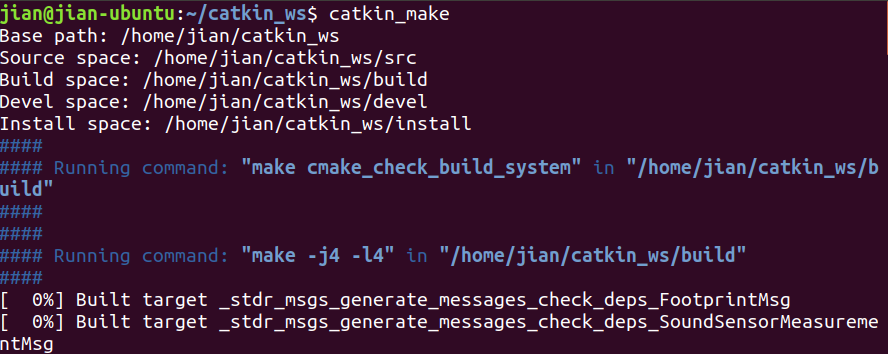 jian@jian-ubuntu:~/catkin_ws$ catkin_make
Base path: /home/jian/catkin_ws
Source space: /home/jian/catkin_ws/src
Build space: /home/jian/catkin_ws/build
Devel space: /home/jian/catkin_ws/devel
Install space: /home/jian/catkin_ws/install
####
#### Running command: "make cmake_check_build_system" in "/home/jian/catkin_ws/b
uild"
####
####
#### Running command: "make -j4 -l4" in "/home/jian/catkin_ws/build"
####
[  0%] Built target _stdr_msgs_generate_messages_check_deps_FootprintMsg
[  0%] Built target _stdr_msgs_generate_messages_check_deps_SoundSensorMeasureme
ntMsg